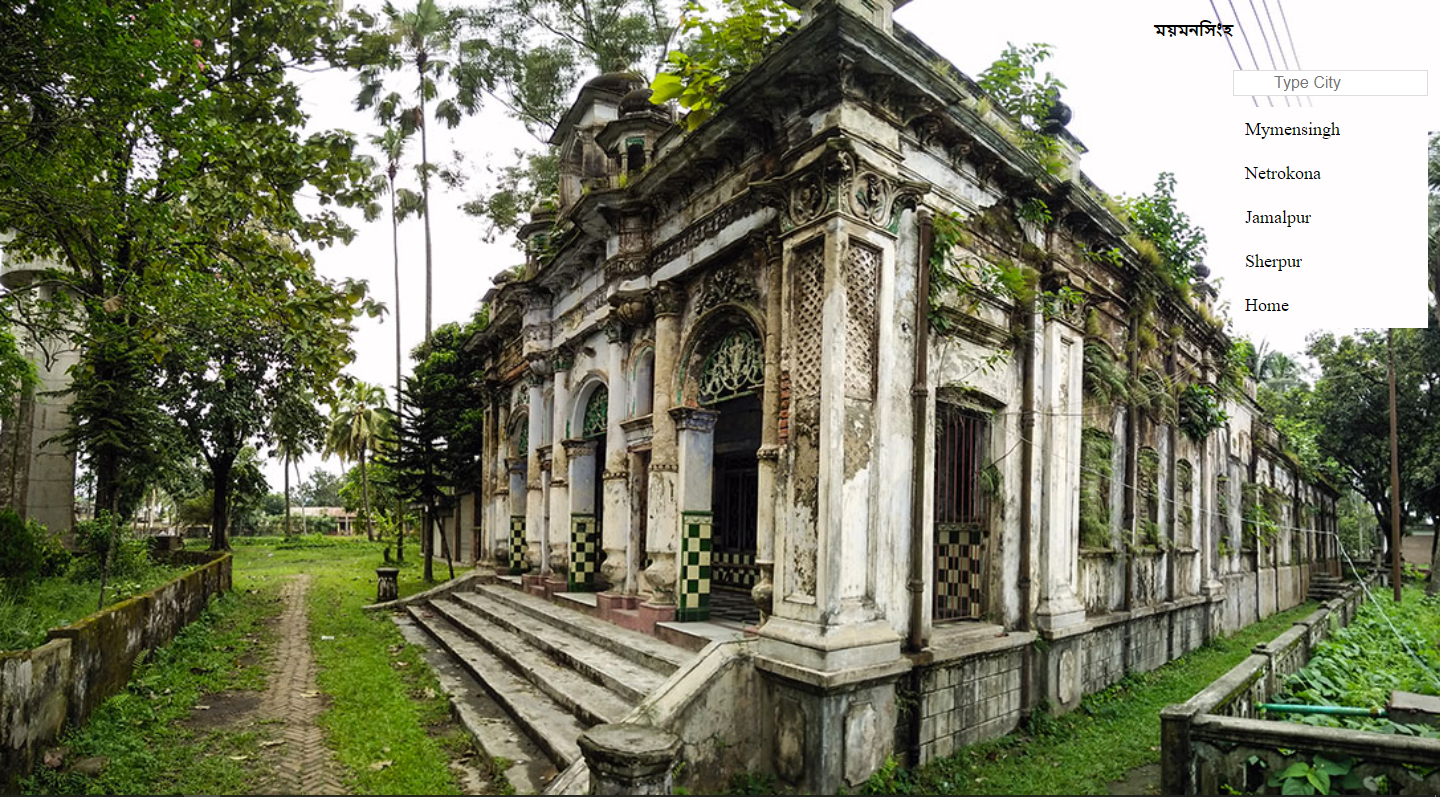 ময়মনসিংহ
Type City
Mymensingh
Netrokona
Jamalpur
Sherpur
Home